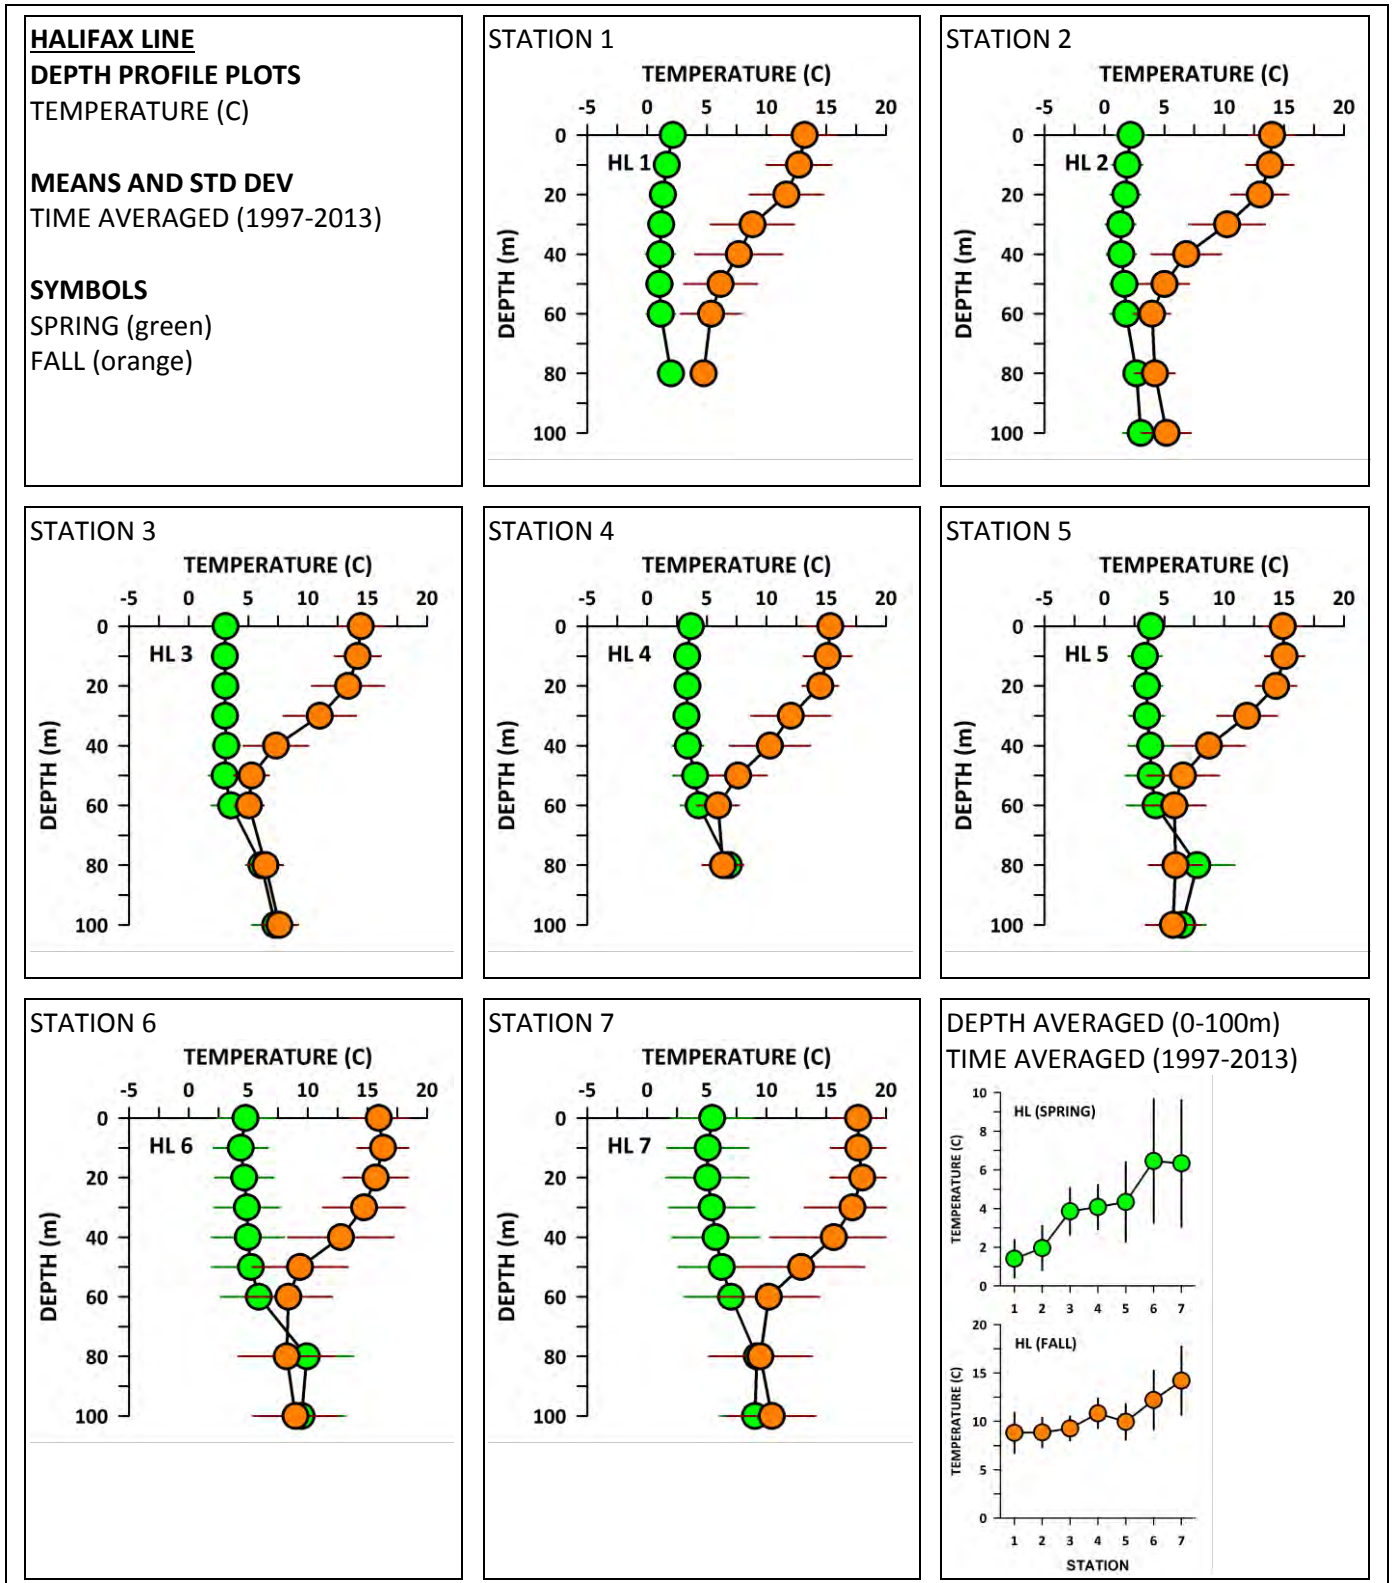 HALIFAX LINE
DEPTH PROFILE PLOTS
TEMPERATURE (C)
MEANS AND STD DEV
TIME AVERAGED (1997-2013)
SYMBOLS
SPRING (green)
FALL (orange)
STATION 1
TEMPERATURE (C)
-5 0 5 10 15 20
HL 1
DEPTH (m)
0
20
40
60
80
100
STATION 2
TEMPERATURE (C)
-5 0 5 10 15 20
HL 2
DEPTH (m)
0
20
40
60
80
100
STATION 3
TEMPERATURE (C)
-5 0 5 10 15 20
HL 3
DEPTH (m)
0
20
40
60
80
100
STATION 4
TEMPERATURE (C)
-5 0 5 10 15 20
HL 4
DEPTH (m)
0
20
40
60
80
100
STATION 5
TEMPERATURE (C)
-5 0 5 10 15 20
HL 5
DEPTH (m)
0
20
40
60
80
100
STATION 6
TEMPERATURE (C)
-5 0 5 10 15 20
HL 6
DEPTH (m)
0
20
40
60
80
100
STATION 7
TEMPERATURE (C)
-5 0 5 10 15 20
HL 7
DEPTH (m)
0
20
40
60
80
100
DEPTH AVERAGED (0-100m)
TIME AVERAGED (1997-2013)
HL (SPRING)
TEMPERATURE (C)
10
8
6
4
2
0
1 2 3 4 5 6 7
HL (FALL)
TEMPERATURE (C)
20
15
10
5
0
1 2 3 4 5 6 7
STATION